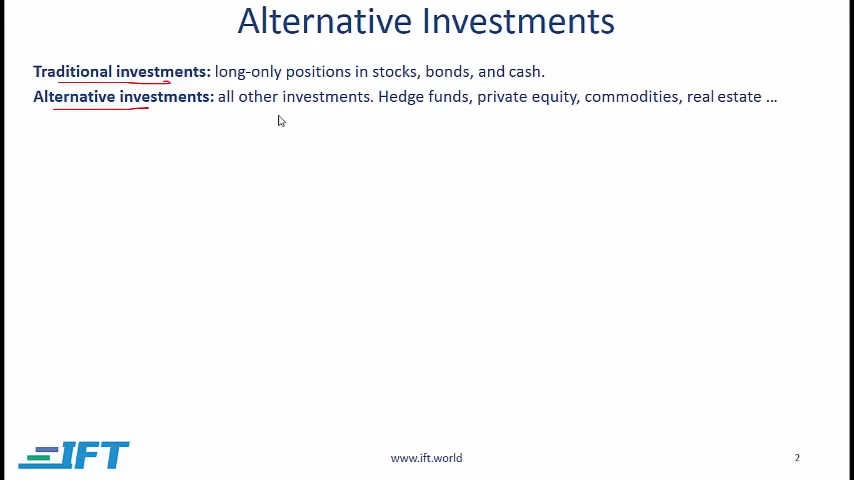 Alternative Investments
Traditional investments: long-only positions in stocks, bonds, and cash.
Alternative investments: all other investments. Hedge funds, private equity, commodities, real estate ...
IFT
www.ift.world
2